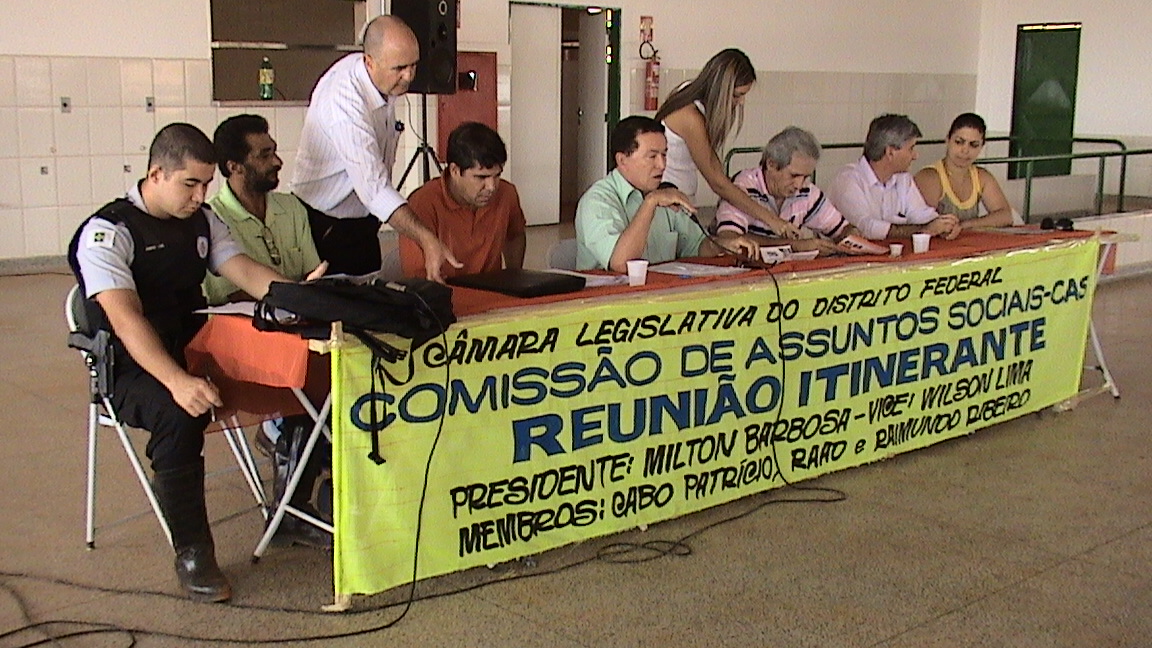 CÂMARA LEGISLATIVA DO DISTRITO FEDERAL
COMISSÃO DE ASSUNTOS SOCIAIS-CAS
REUNIÃO ITINERANTE
PRESIDENTE: MILTON BARBOSA - VICE: WILSON LIMA
MEMBROS: CABO PATRÍCIO, RAAD e RAIMUNDO RIBEIRO